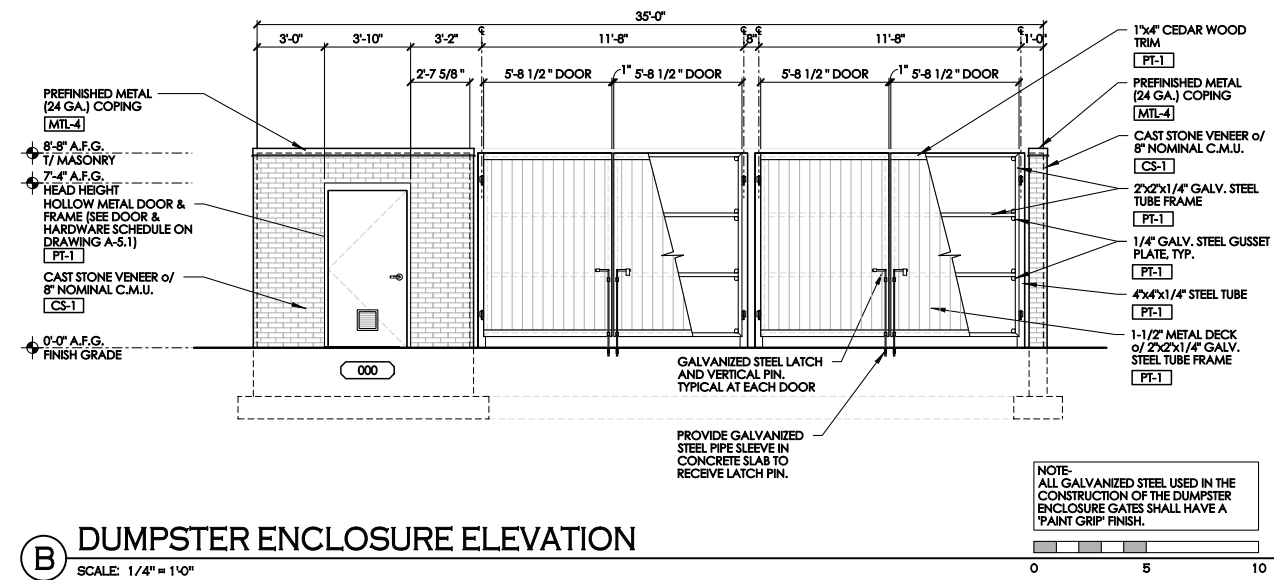 35'-0"
3'-0" 3'-10" 3'-2" ℄ 11'-8" ℄ 8" ℄ 11'-8" ℄ 1'-0"
2'-7 5/8" 5'-8 1/2" DOOR 1" 5'-8 1/2" DOOR 5'-8 1/2" DOOR 1" 5'-8 1/2" DOOR
PREFINISHED METAL
(24 GA.) COPING
MTL-4
8'-8" A.F.G.
T/ MASONRY
7'-4" A.F.G.
HEAD HEIGHT
HOLLOW METAL DOOR &
FRAME (SEE DOOR &
HARDWARE SCHEDULE ON
DRAWING A-5.1)
PT-1
CAST STONE VENEER o/
8" NOMINAL C.M.U.
CS-1
0'-0" A.F.G.
FINISH GRADE
000
1"x4" CEDAR WOOD
TRIM
PT-1
PREFINISHED METAL
(24 GA.) COPING
MTL-4
CAST STONE VENEER o/
8" NOMINAL C.M.U.
CS-1
2"x2"x1/4" GALV. STEEL
TUBE FRAME
PT-1
1/4" GALV. STEEL GUSSET
PLATE, TYP.
PT-1
4"x4"x1/4" STEEL TUBE
PT-1
1-1/2" METAL DECK
o/ 2"x2"x1/4" GALV.
STEEL TUBE FRAME
PT-1
GALVANIZED STEEL LATCH
AND VERTICAL PIN.
TYPICAL AT EACH DOOR
PROVIDE GALVANIZED
STEEL PIPE SLEEVE IN
CONCRETE SLAB TO
RECEIVE LATCH PIN.
NOTE-
ALL GALVANIZED STEEL USED IN THE
CONSTRUCTION OF THE DUMPSTER
ENCLOSURE GATES SHALL HAVE A
'PAINT GRIP' FINISH.
0 5 10
B DUMPSTER ENCLOSURE ELEVATION
SCALE: 1/4" = 1'0"